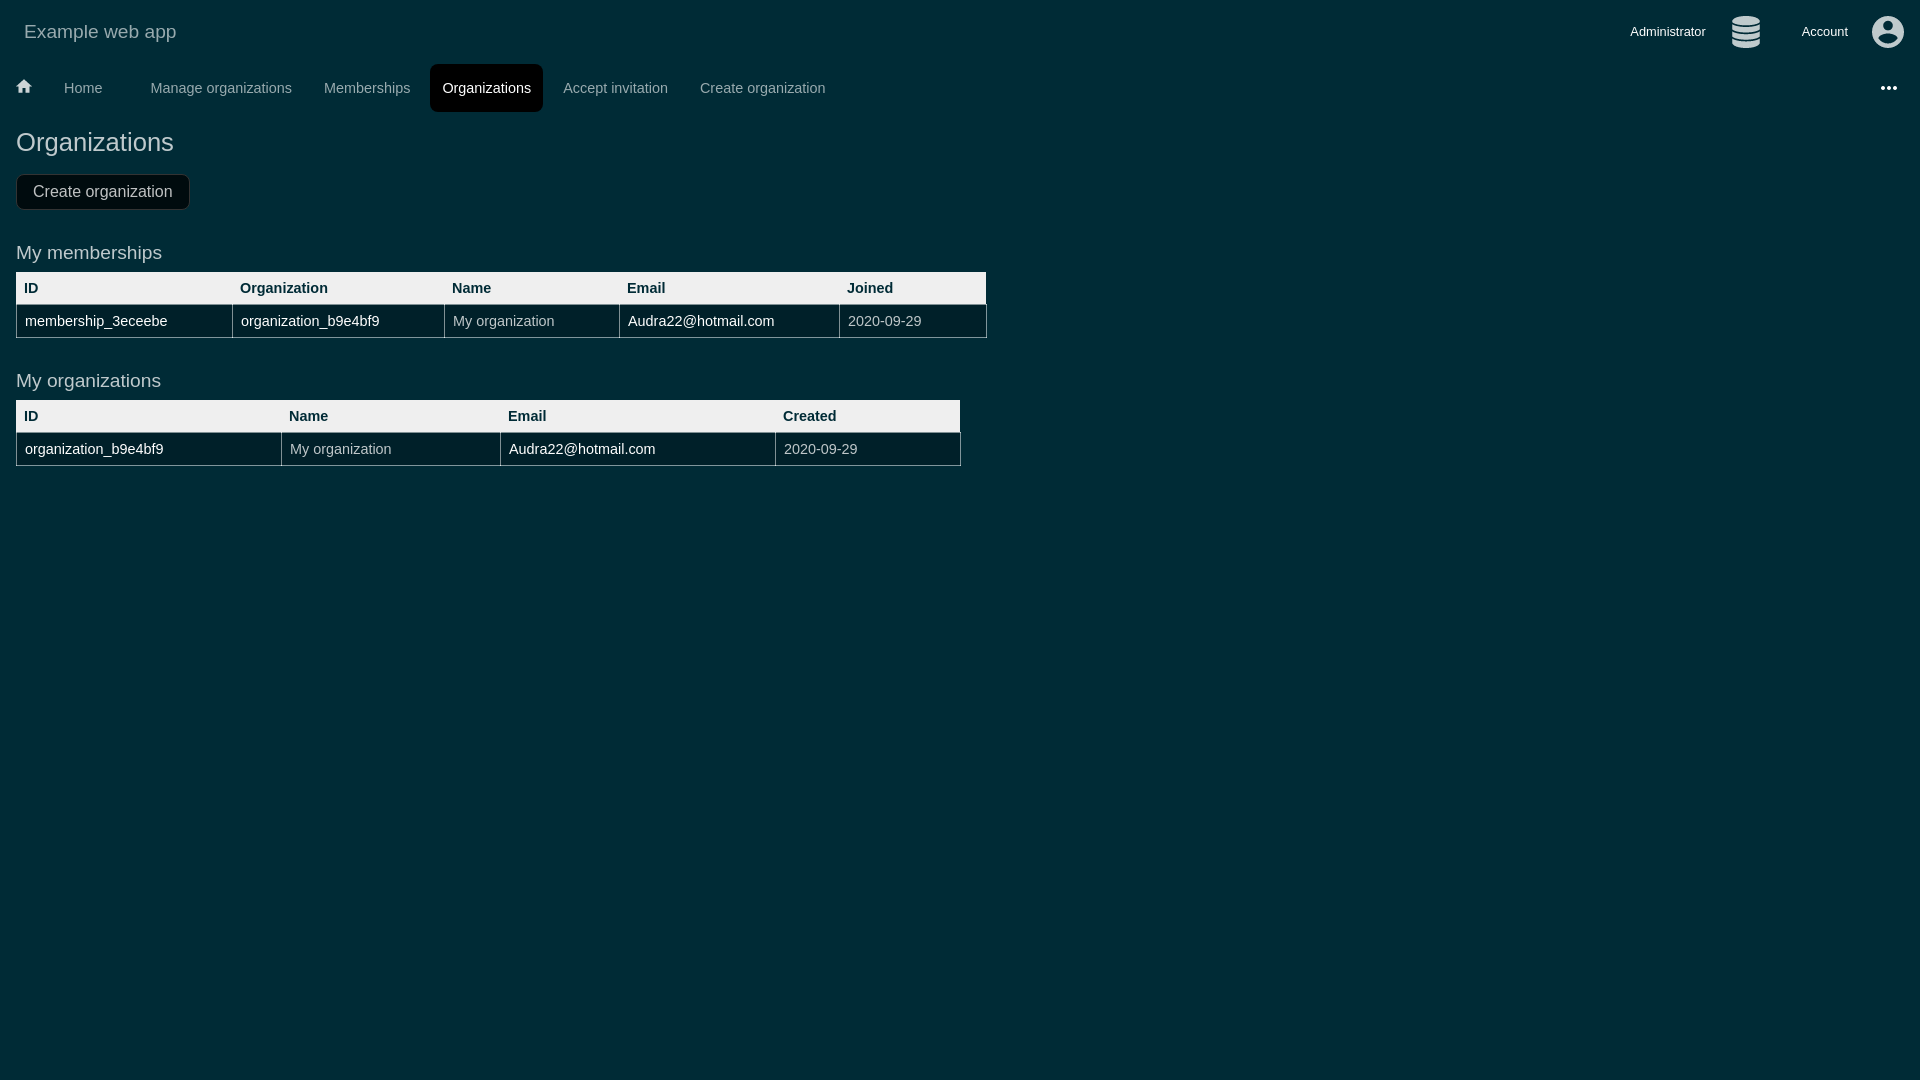 Example web app
Administrator
Account
Home
Manage organizations
Memberships
Organizations
Accept invitation
Create organization
Organizations
Create organization
My memberships
ID Organization Name Email Joined
membership_3eceebe organization_b9e4bf9 My organization Audra22@hotmail.com 2020-09-29
My organizations
ID Name Email Created
organization_b9e4bf9 My organization Audra22@hotmail.com 2020-09-29